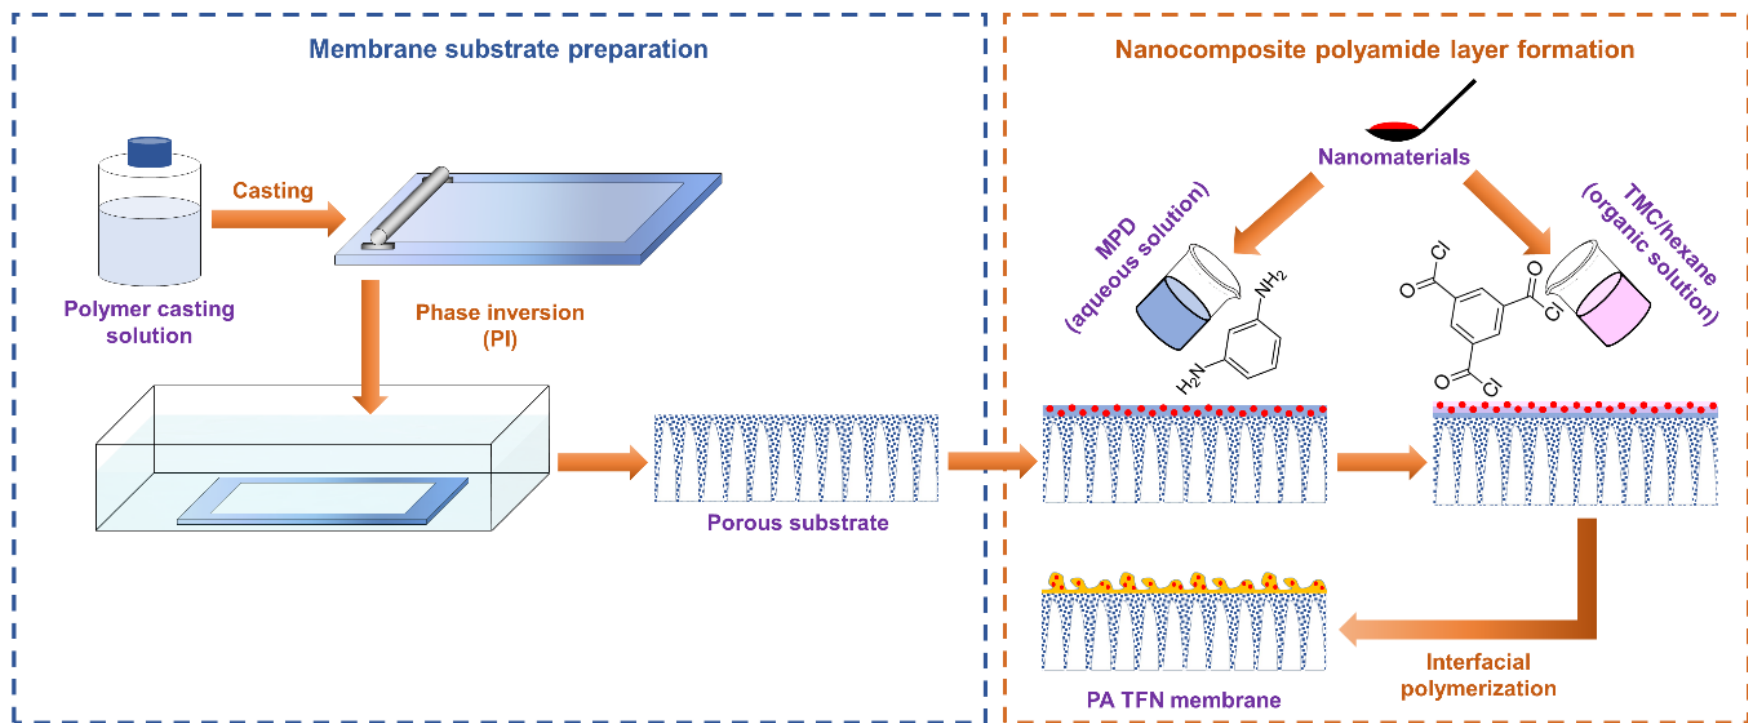 Membrane substrate preparation
Casting
Polymer casting
solution
Phase inversion
(PI)
Porous substrate
Nanocomposite polyamide layer formation
Nanomaterials
MPD
(aqueous solution)
TMC/hexane
(organic solution)
NH₂
H₂N
Cl
O
O
Cl
O
Cl
Interfacial
polymerization
PA TFN membrane